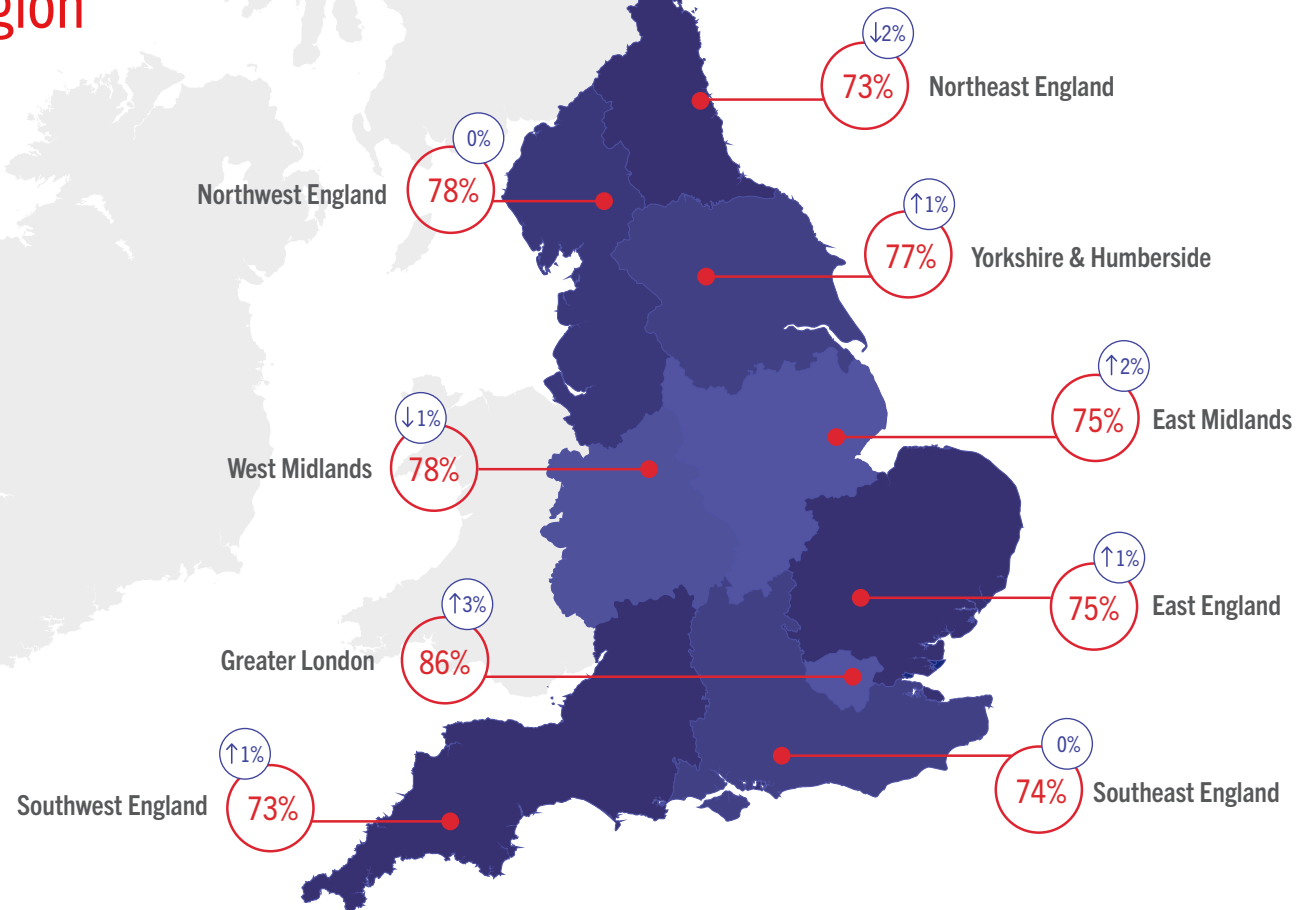 gion
↓2%
73%
Northeast England
0%
78%
Northwest England
↑1%
77%
Yorkshire & Humberside
↑2%
75%
East Midlands
↓1%
78%
West Midlands
↑1%
75%
East England
↑3%
86%
Greater London
0%
74%
Southeast England
↑1%
73%
Southwest England